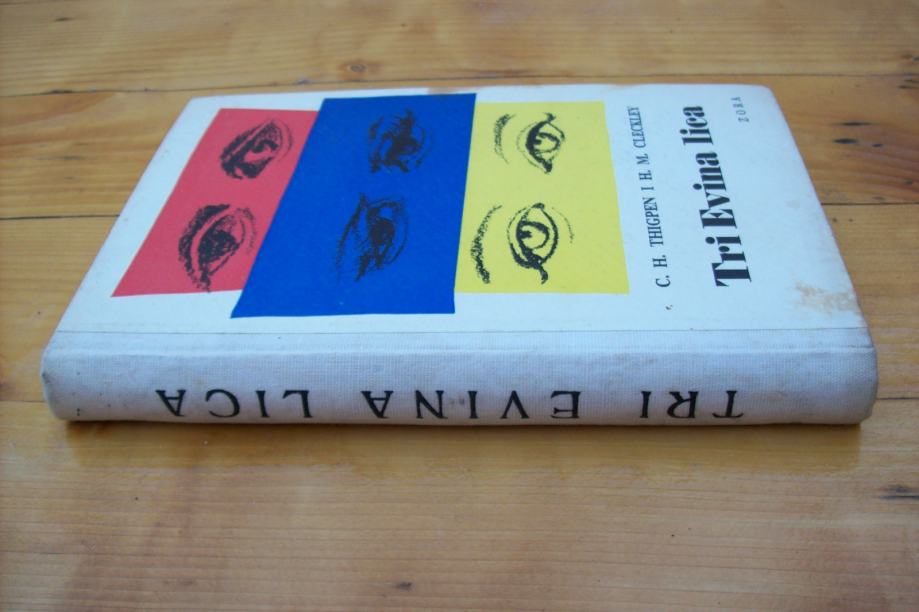 C. H. THIGPEN I H. M. CLECKLEY
Tri Evina lica
ZORA
TRI EVINA LICA